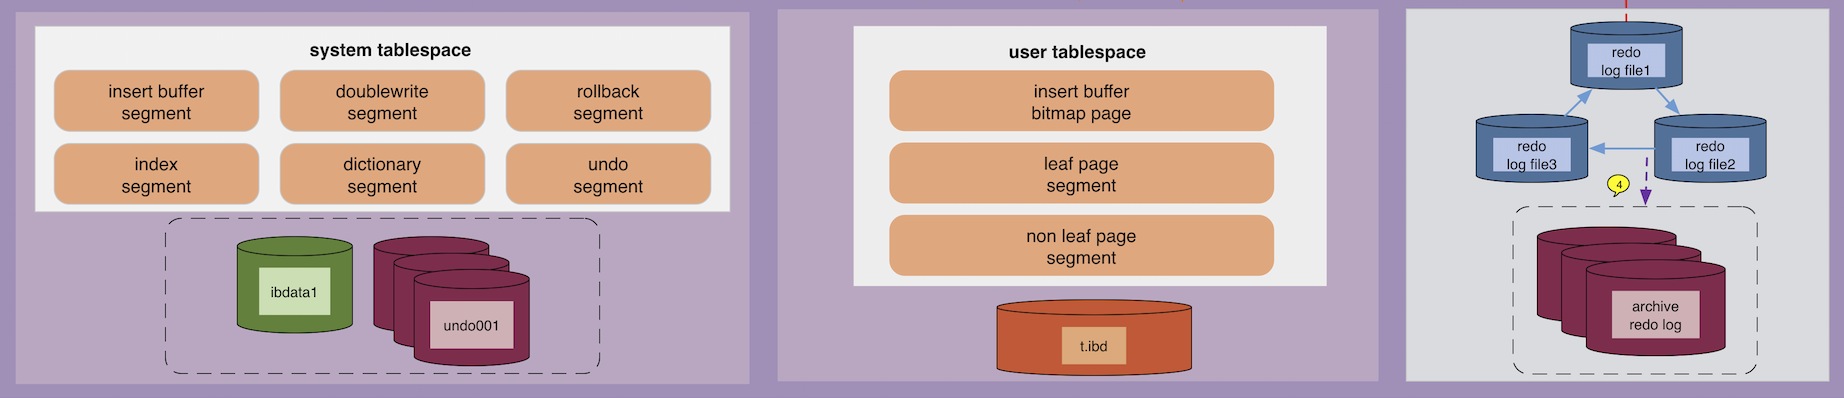 system tablespace
insert buffer
segment
doublewrite
segment
rollback
segment
index
segment
dictionary
segment
undo
segment
ibdata1
undo001
user tablespace
insert buffer
bitmap page
leaf page
segment
non leaf page
segment
t.ibd
redo
log file1
redo
log file3
redo
log file2
4
archive
redo log